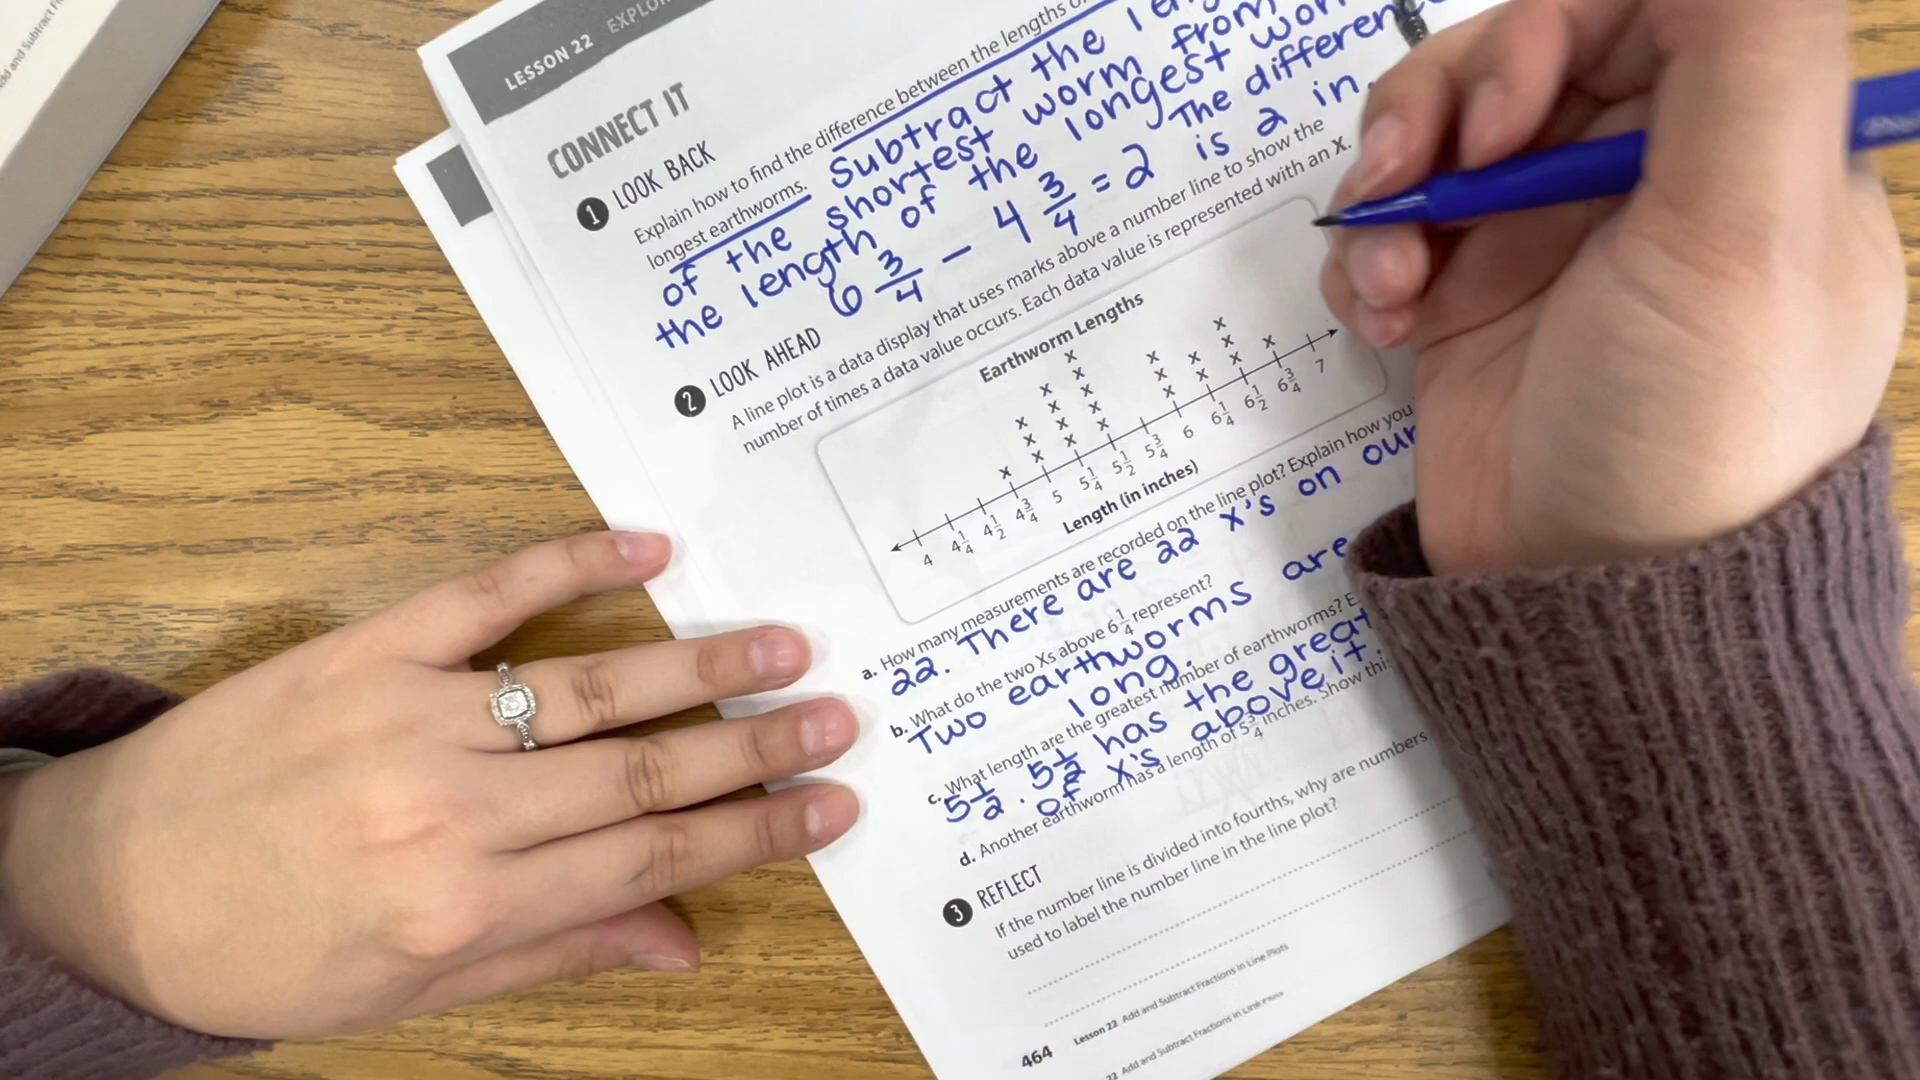 LESSON 22
CONNECT IT
1 LOOK BACK
Explain how to find the difference between the lengths
longest earthworms. Subtract the
of the shortest worm from
the length of the longest
6 3/4 - 4 3/4 = 2 The
is 2 in.
2 LOOK AHEAD
A line plot is a data display that uses marks above a number line to show the
number of times a data value occurs. Each data value is represented with an X.
Earthworm Lengths
4 4 1/4 4 1/2 4 3/4 5 5 1/4 5 1/2 5 3/4 6 6 1/4 6 1/2 6 3/4 7
Length (in inches)
a. How many measurements are recorded on the line plot? Explain how you
22. There are 22 x's on our
b. What do the two Xs above 6 1/4 represent?
Two earthworms are
long.
c. What length are the greatest number of earthworms?
5 1/2. 5 1/2 has the
of x's above it.
d. Another earthworm has a length of 5 3/4 inches. Show
3 REFLECT
If the number line is divided into fourths, why are numbers
used to label the number line in the line plot?
464 Lesson 22 Add and Subtract Fractions in Line Plots
22 Add and Subtract Fractions in Line